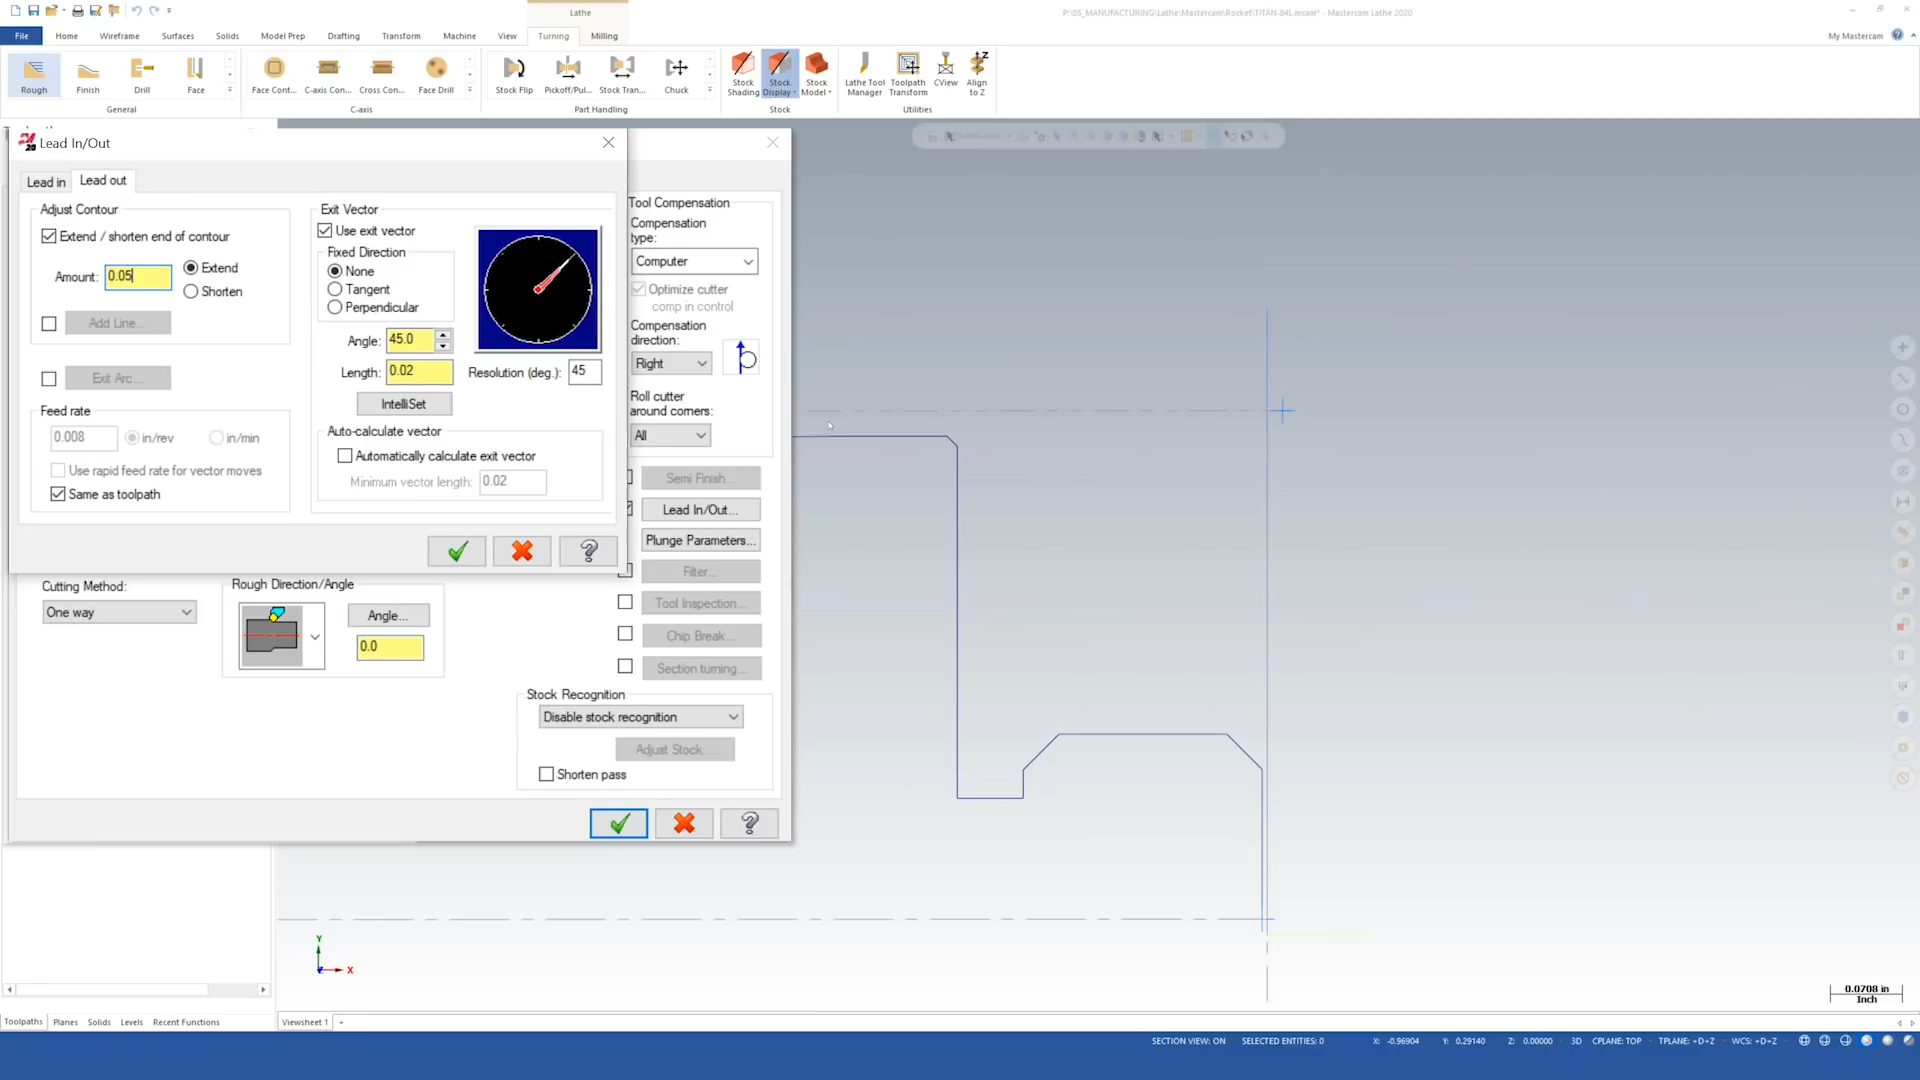 Lathe
P:\05_MANUFACTURING\Lathe\Mastercam\Rocket\TITAN-84L.mcam* - Mastercam Lathe 2020
File Home Wireframe Surfaces Solids Model Prep Drafting Transform Machine View Turning Milling
My Mastercam
Rough Finish Drill Face
Face Cont... C-axis Con... Cross Con... Face Drill
Stock Flip Pickoff/Pul... Stock Tran... Chuck
Stock Shading
Stock Display
Stock Model
Lathe Tool Manager
Toolpath Transform
CView
Align to Z
General C-axis Part Handling Stock Utilities
Lead In/Out
Lead in Lead out
Adjust Contour
Extend / shorten end of contour
Amount: 0.05
Extend
Shorten
Add Line...
Exit Arc...
Feed rate
0.008 in/rev in/min
Use rapid feed rate for vector moves
Same as toolpath
Exit Vector
Use exit vector
Fixed Direction
None
Tangent
Perpendicular
Angle: 45.0
Length: 0.02
Resolution (deg.): 45
IntelliSet
Auto-calculate vector
Automatically calculate exit vector
Minimum vector length: 0.02
Tool Compensation
Compensation
type:
Computer
Optimize cutter
comp in control
Compensation
direction:
Right
Roll cutter
around corners:
All
Semi Finish...
Lead In/Out...
Plunge Parameters...
Filter...
Tool Inspection...
Chip Break...
Section turning...
Cutting Method:
One way
Rough Direction/Angle
Angle...
0.0
Stock Recognition
Disable stock recognition
Adjust Stock...
Shorten pass
Y
X
0.0708 in
Inch
Toolpaths Planes Solids Levels Recent Functions
Viewsheet 1 +
SECTION VIEW: ON SELECTED ENTITIES: 0 X: -0.96904 Y: 0.29140 Z: 0.00000 3D CPLANE: TOP TPLANE: +D+Z WCS: +D+Z